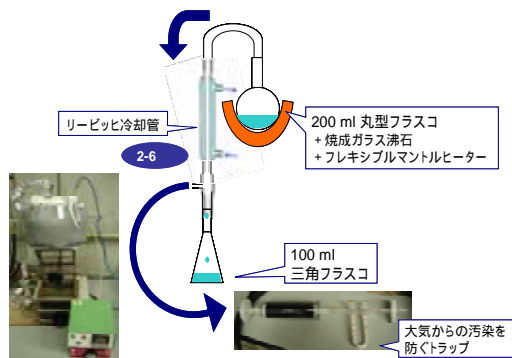 リービッヒ冷却管
2-6
200 ml 丸型フラスコ
+ 焼成ガラス沸石
+ フレキシブルマントルヒーター
100 ml
三角フラスコ
大気からの汚染を
防ぐトラップ